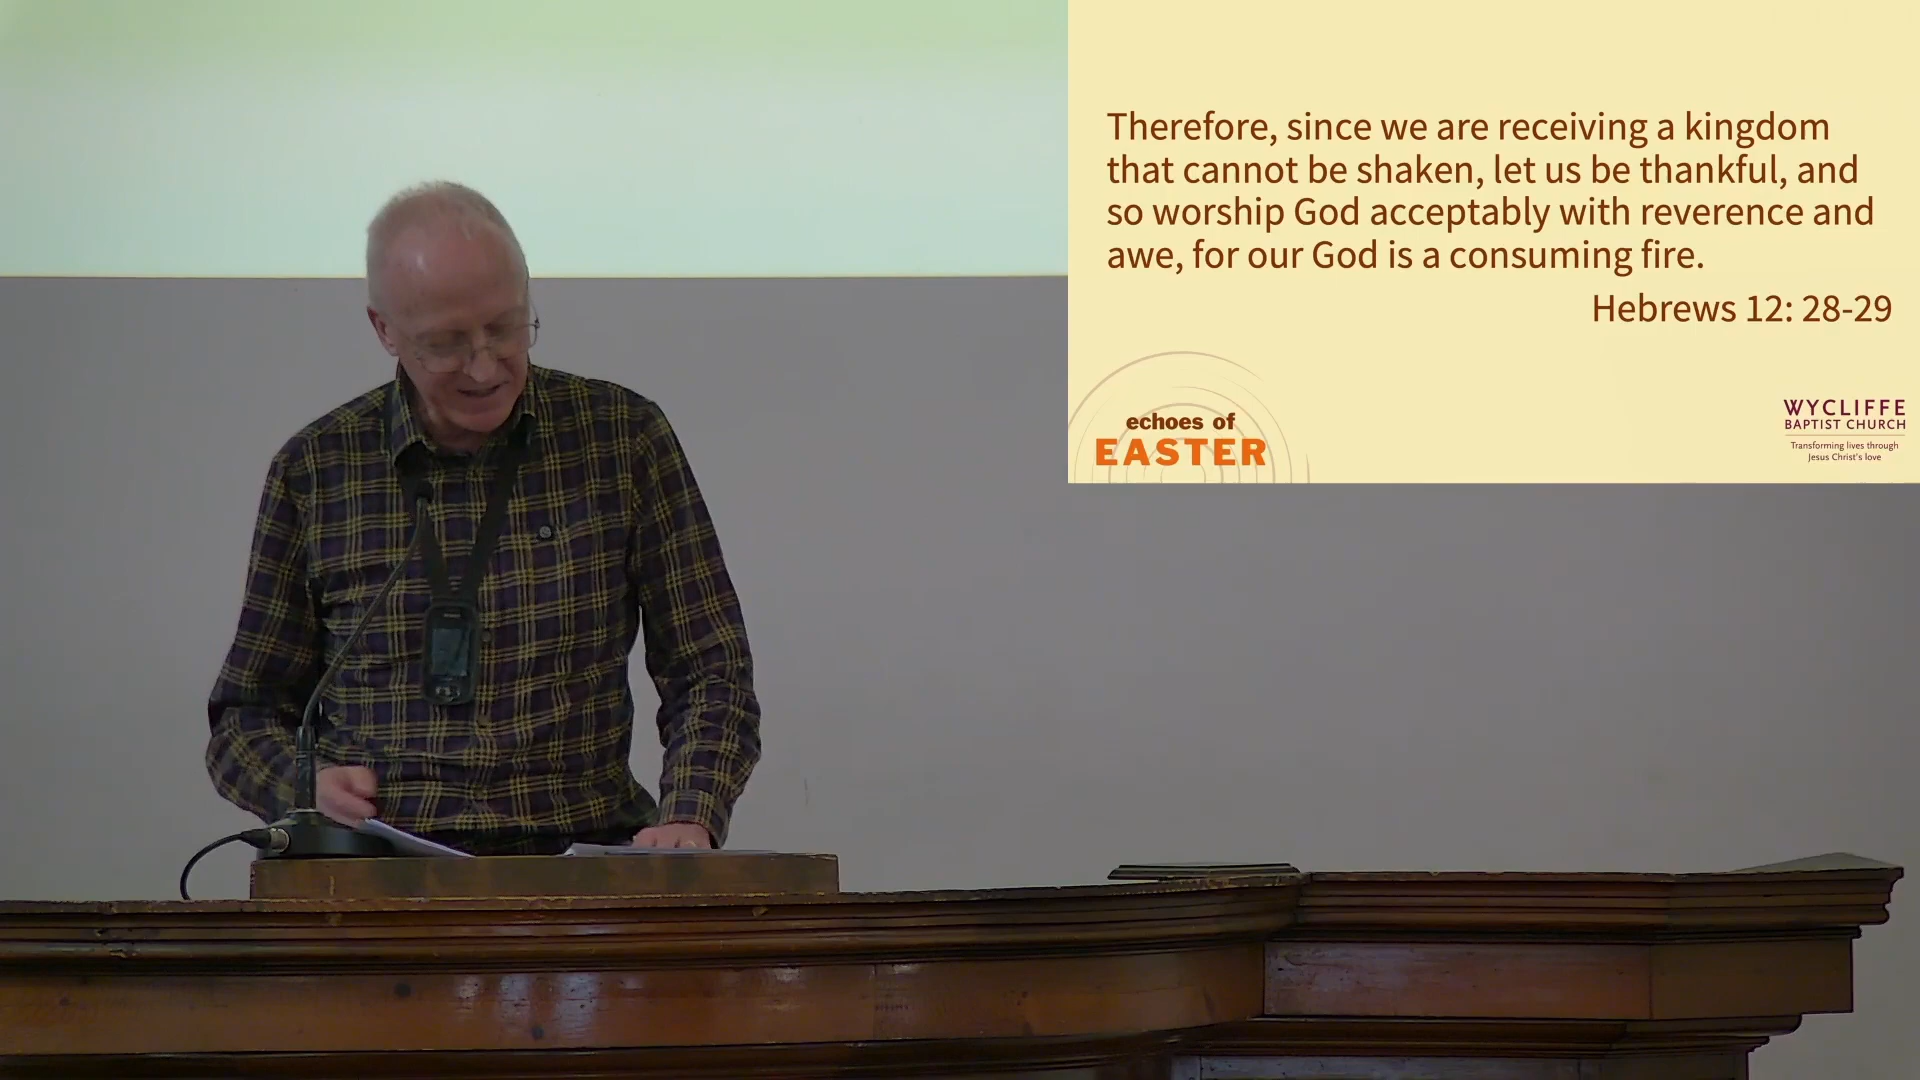 Therefore, since we are receiving a kingdom
that cannot be shaken, let us be thankful, and
so worship God acceptably with reverence and
awe, for our God is a consuming fire.
Hebrews 12: 28-29
echoes of
EASTER
WYCLIFFE
BAPTIST CHURCH
Transforming lives through
Jesus Christ's love